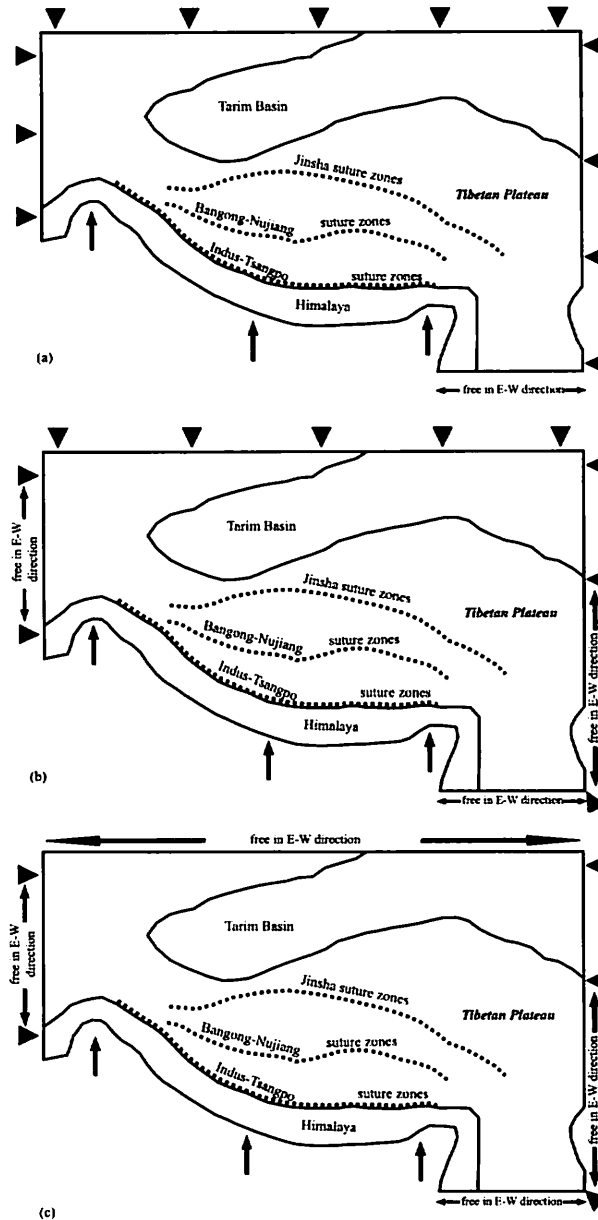 Tarim Basin
Jinsha suture zones
Tibetan Plateau
Bangong-Nujiang suture zones
Indus-Tsangpo suture zones
Himalaya
(a)
free in E-W direction
Tarim Basin
free in E-W
direction
Jinsha suture zones
Tibetan Plateau
Bangong-Nujiang suture zones
Indus-Tsangpo suture zones
free in E-W direction
Himalaya
(b)
free in E-W direction
free in E-W direction
Tarim Basin
free in E-W
direction
Jinsha suture zones
Tibetan Plateau
Bangong-Nujiang suture zones
Indus-Tsangpo suture zones
free in E-W direction
Himalaya
(c)
free in E-W direction